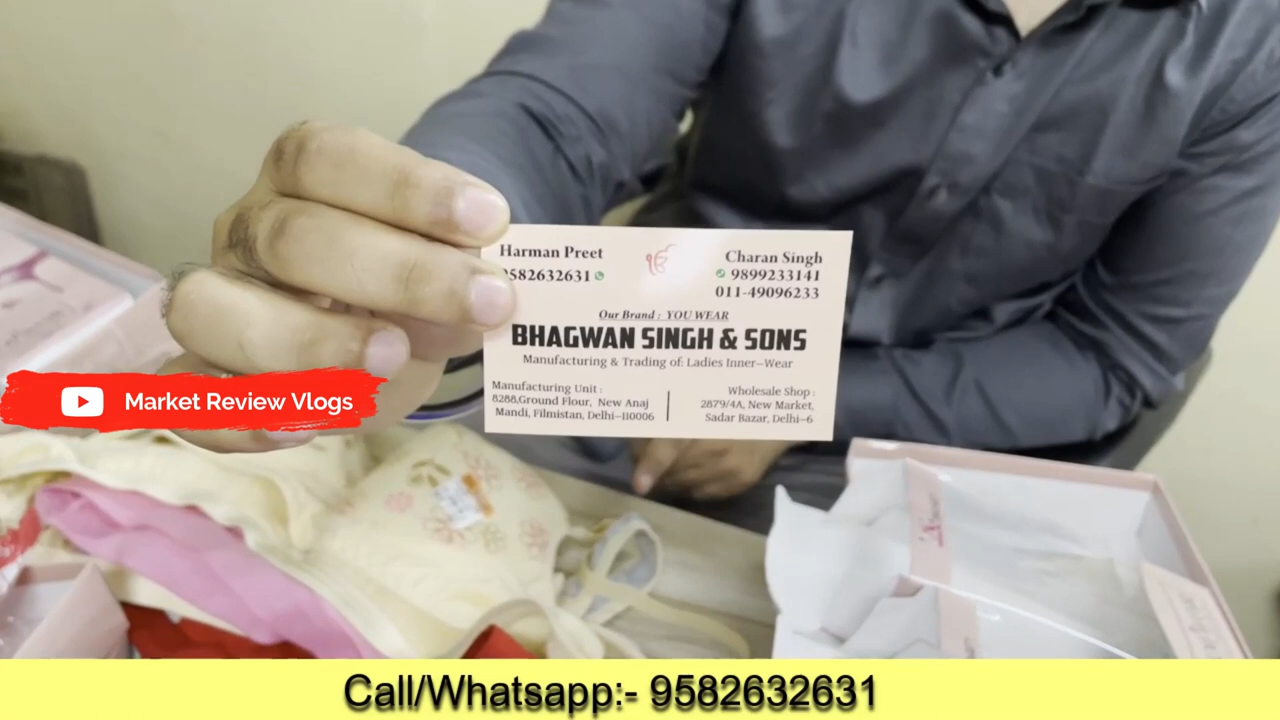 Harman Preet
9582632631
ੴ
Charan Singh
9899233141
011-49096233
Our Brand : YOU WEAR
BHAGWAN SINGH & SONS
Manufacturing & Trading of: Ladies Inner-Wear
Manufacturing Unit :
8288,Ground Flour, New Anaj
Mandi, Filmistan, Delhi-110006
Wholesale Shop :
2879/4A, New Market,
Sadar Bazar, Delhi-6
Market Review Vlogs
Call/Whatsapp:- 9582632631